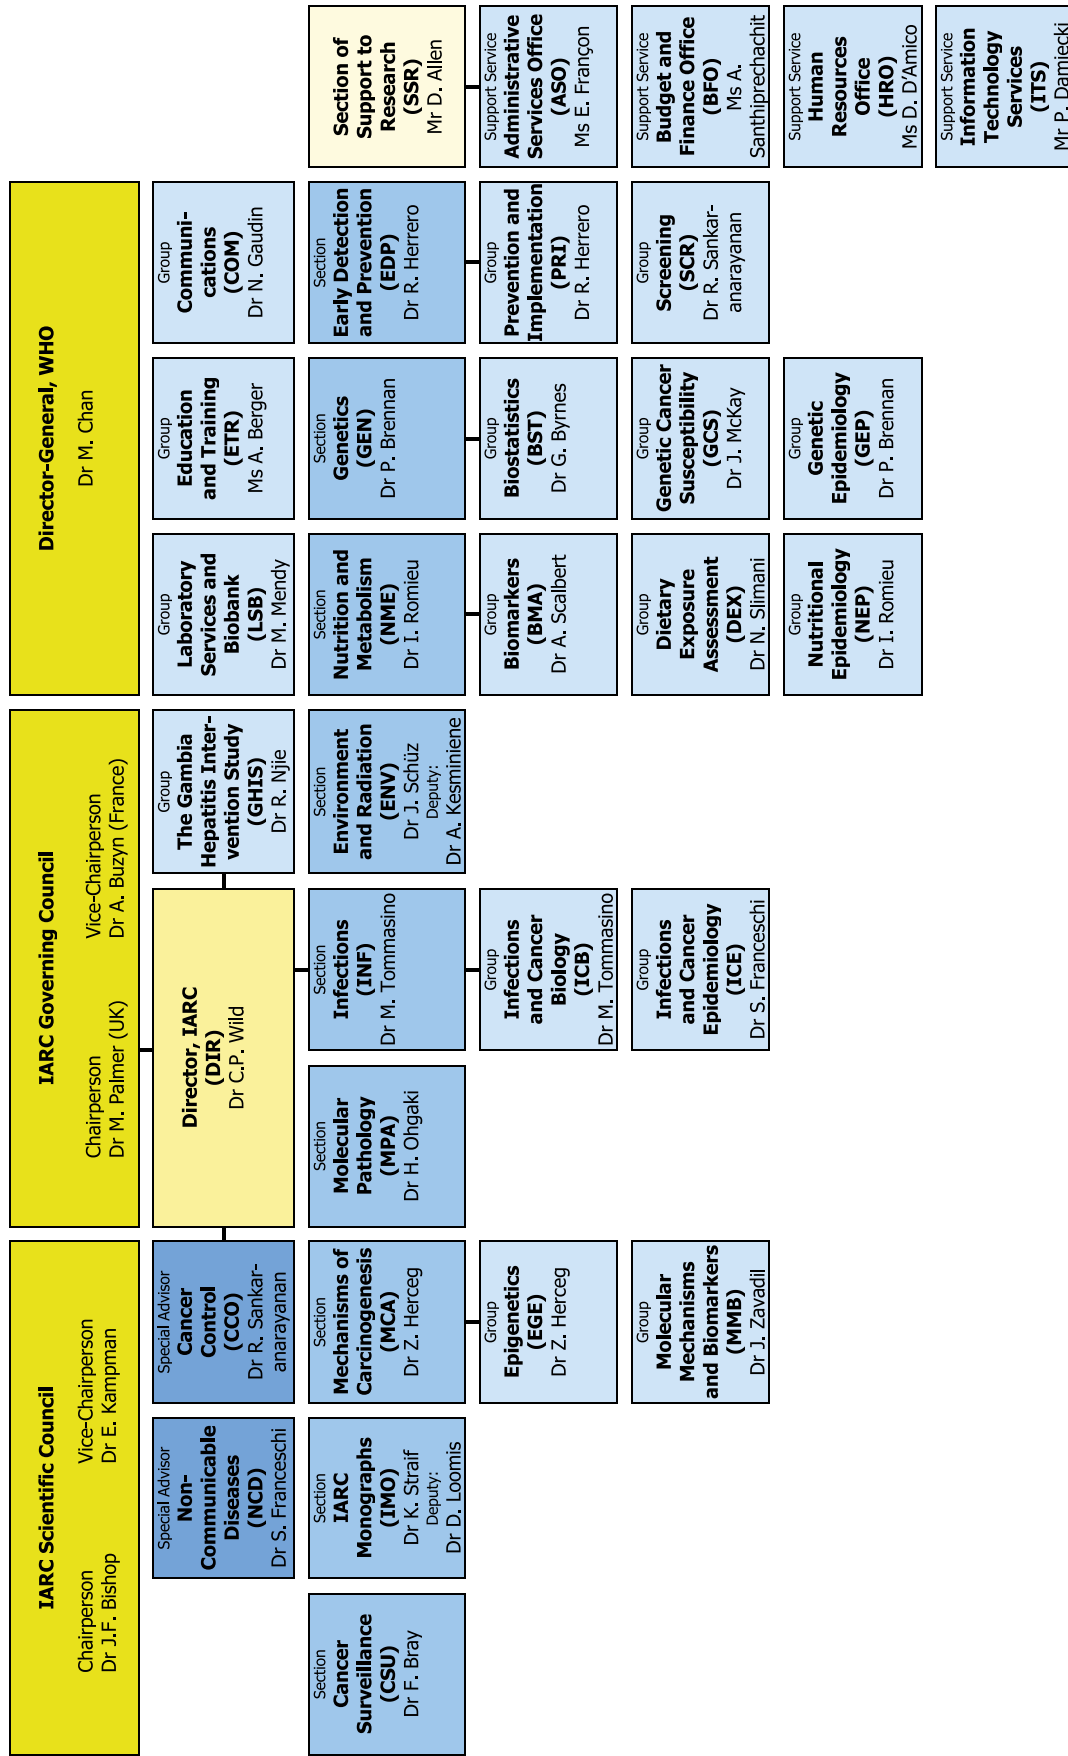 IARC Scientific Council
Chairperson
Dr J.F. Bishop
Vice-Chairperson
Dr E. Kampman
IARC Governing Council
Chairperson
Dr M. Palmer (UK)
Vice-Chairperson
Dr A. Buzyn (France)
Director-General, WHO
Dr M. Chan
Special Advisor
Non-
Communicable
Diseases
(NCD)
Dr S. Franceschi
Special Advisor
Cancer
Control
(CCO)
Dr R. Sankar-
anarayanan
Director, IARC
(DIR)
Dr C.P. Wild
Group
The Gambia
Hepatitis Inter-
vention Study
(GHIS)
Dr R. Njie
Group
Laboratory
Services and
Biobank
(LSB)
Dr M. Mendy
Group
Education
and Training
(ETR)
Ms A. Berger
Group
Communi-
cations
(COM)
Dr N. Gaudin
Section
Cancer
Surveillance
(CSU)
Dr F. Bray
Section
IARC
Monographs
(IMO)
Dr K. Straif
Deputy:
Dr D. Loomis
Section
Mechanisms of
Carcinogenesis
(MCA)
Dr Z. Herceg
Section
Molecular
Pathology
(MPA)
Dr H. Ohgaki
Section
Infections
(INF)
Dr M. Tommasino
Section
Environment
and Radiation
(ENV)
Dr J. Schüz
Deputy:
Dr A. Kesminiene
Section
Nutrition and
Metabolism
(NME)
Dr I. Romieu
Section
Genetics
(GEN)
Dr P. Brennan
Section
Early Detection
and Prevention
(EDP)
Dr R. Herrero
Section of
Support to
Research
(SSR)
Mr D. Allen
Group
Epigenetics
(EGE)
Dr Z. Herceg
Group
Infections
and Cancer
Biology
(ICB)
Dr M. Tommasino
Group
Biomarkers
(BMA)
Dr A. Scalbert
Group
Biostatistics
(BST)
Dr G. Byrnes
Group
Prevention and
Implementation
(PRI)
Dr R. Herrero
Support Service
Administrative
Services Office
(ASO)
Ms E. Françon
Group
Molecular
Mechanisms
and Biomarkers
(MMB)
Dr J. Zavadil
Group
Infections
and Cancer
Epidemiology
(ICE)
Dr S. Franceschi
Group
Dietary
Exposure
Assessment
(DEX)
Dr N. Slimani
Group
Genetic Cancer
Susceptibility
(GCS)
Dr J. McKay
Group
Screening
(SCR)
Dr R. Sankar-
anarayanan
Support Service
Budget and
Finance Office
(BFO)
Ms A.
Santhiprechachit
Group
Nutritional
Epidemiology
(NEP)
Dr I. Romieu
Group
Genetic
Epidemiology
(GEP)
Dr P. Brennan
Support Service
Human
Resources
Office
(HRO)
Ms D. D'Amico
Support Service
Information
Technology
Services
(ITS)
Mr P. Damiecki